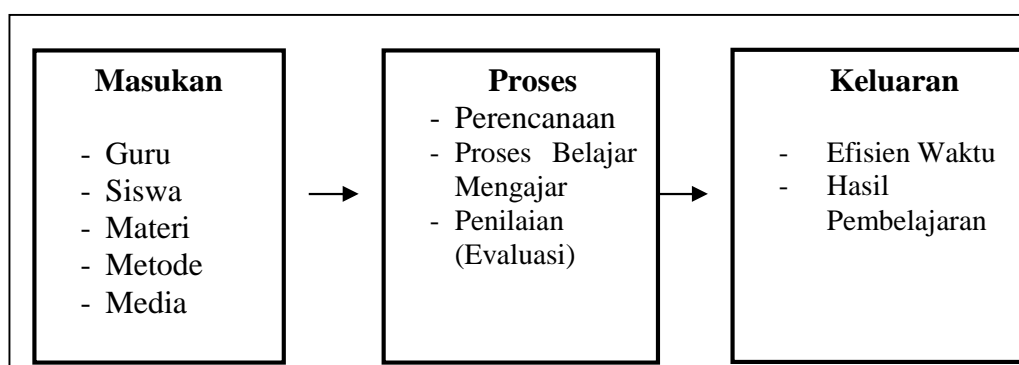 Masukan
- Guru
- Siswa
- Materi
- Metode
- Media
Proses
- Perencanaan
- Proses Belajar
Mengajar
- Penilaian
(Evaluasi)
Keluaran
- Efisien Waktu
- Hasil
Pembelajaran